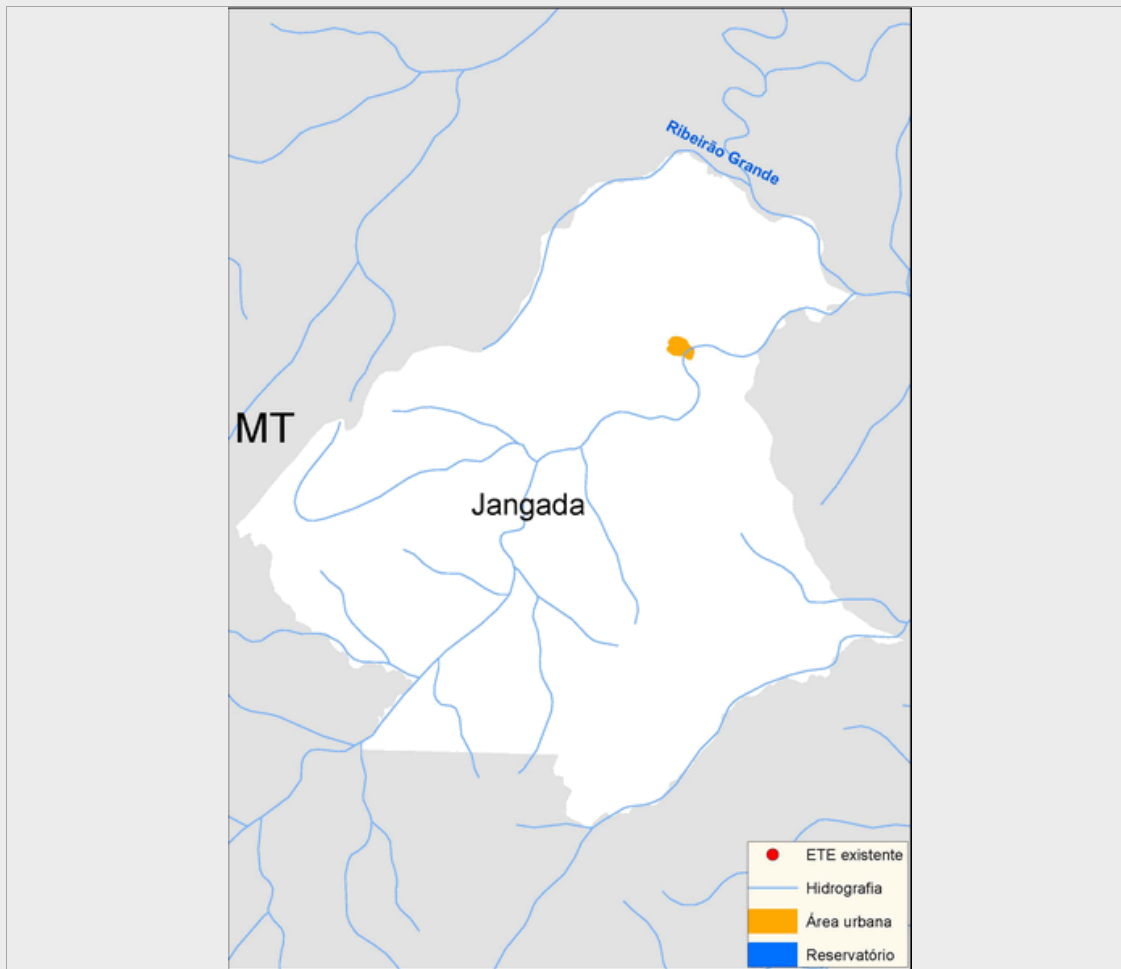 Ribeirão Grande
MT
Jangada
ETE existente
Hidrografia
Área urbana
Reservatório